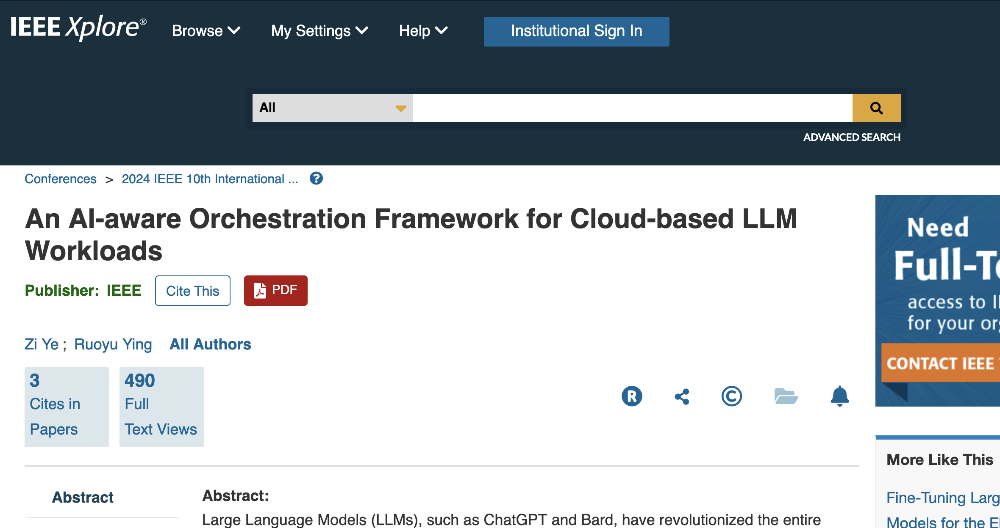 IEEE Xplore®
Browse
My Settings
Help
Institutional Sign In
All
ADVANCED SEARCH
Conferences > 2024 IEEE 10th International ... ?
An AI-aware Orchestration Framework for Cloud-based LLM
Workloads
Publisher: IEEE
Cite This
PDF
Zi Ye ; Ruoyu Ying All Authors
3
Cites in
Papers
490
Full
Text Views
R
©
Need
Full-T
access to I
for your or
CONTACT IEEE
More Like This
Fine-Tuning Larg
Models for the E
Abstract
Abstract:
Large Language Models (LLMs), such as ChatGPT and Bard, have revolutionized the entire